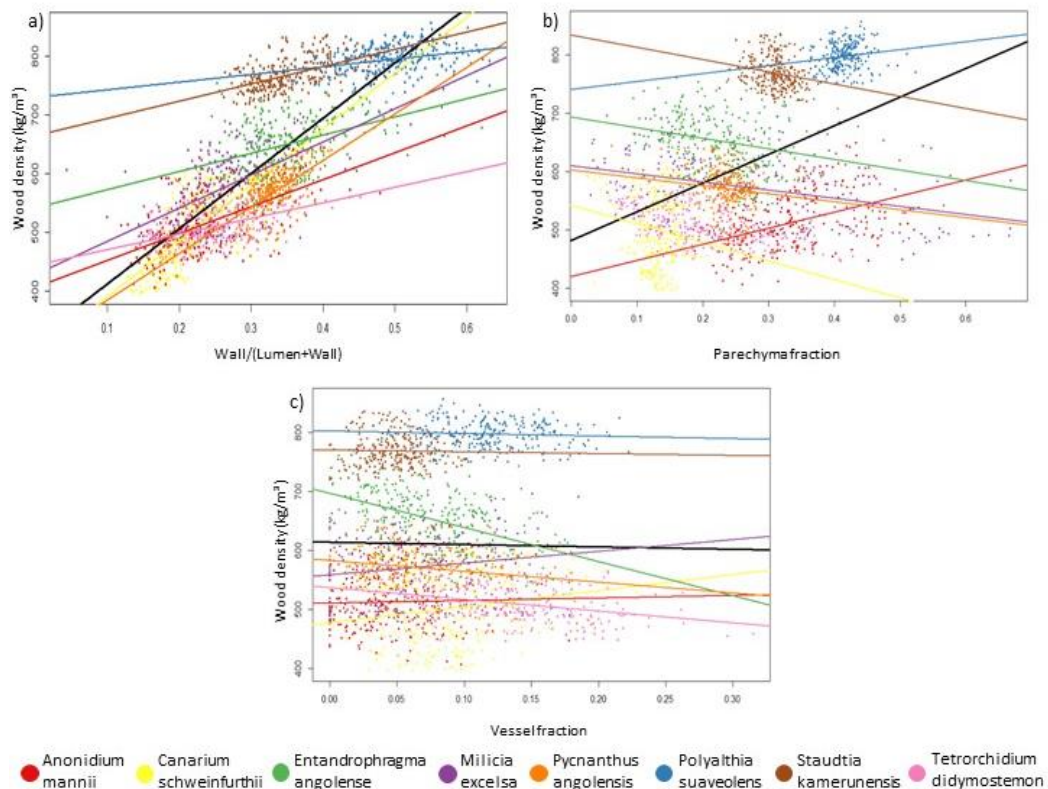 a)
Wood density (kg/m³)
400 500 600 700 800
0.1 0.2 0.3 0.4 0.5 0.6
Wall/(Lumen+Wall)
b)
Wood density (kg/m³)
400 500 600 700 800
0.0 0.1 0.2 0.3 0.4 0.5 0.6
Parechyma fraction
c)
Wood density (kg/m³)
400 500 600 700 800
0.00 0.05 0.10 0.15 0.20 0.25 0.30
Vessel fraction
Anonidium
mannii
Canarium
schweinfurthii
Entandrophragma
angolense
Milicia
excelsa
Pycnanthus
angolensis
Polyalthia
suaveolens
Staudtia
kamerunensis
Tetrorchidium
didymostemon